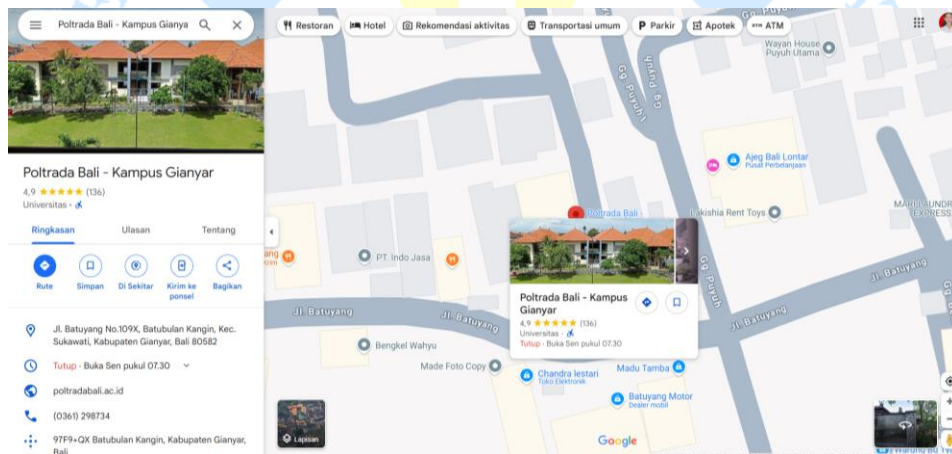 Poltrada Bali - Kampus Gianya
Restoran
Hotel
Rekomendasi aktivitas
Transportasi umum
Parkir
Apotek
ATM
Poltrada Bali - Kampus Gianyar
4,9 ★★★★★ (136)
Universitas ·
Ringkasan
Ulasan
Tentang
Rute
Simpan
Di Sekitar
Kirim ke
ponsel
Bagikan
Jl. Batuyang No.109X, Batubulan Kangin, Kec.
Sukawati, Kabupaten Gianyar, Bali 80582
Tutup · Buka Sen pukul 07.30
poltradabali.ac.id
(0361) 298734
97F9+QX Batubulan Kangin, Kabupaten Gianyar,
Bali
Wayan House
Puyuh Utama
Gg. Puyuh
Gg. Puyuh I
Ajeg Bali Lontar
Pusat Perbelanjaan
Poltrada Bali
Lakishia Rent Toys
EXPRESS
PT. Indo Jasa
Jl. Batuyang
Jl. Batuyang
Jl. Batuyang
Jl. Batuyang
Gg. Puyuh
Poltrada Bali - Kampus
Gianyar
4,9 ★★★★★ (136)
Universitas ·
Tutup · Buka Sen pukul 07.30
Bengkel Wahyu
Made Foto Copy
Chandra lestari
Toko Elektronik
Madu Tamba
Batuyang Motor
Dealer mobil
Lapisan
Google